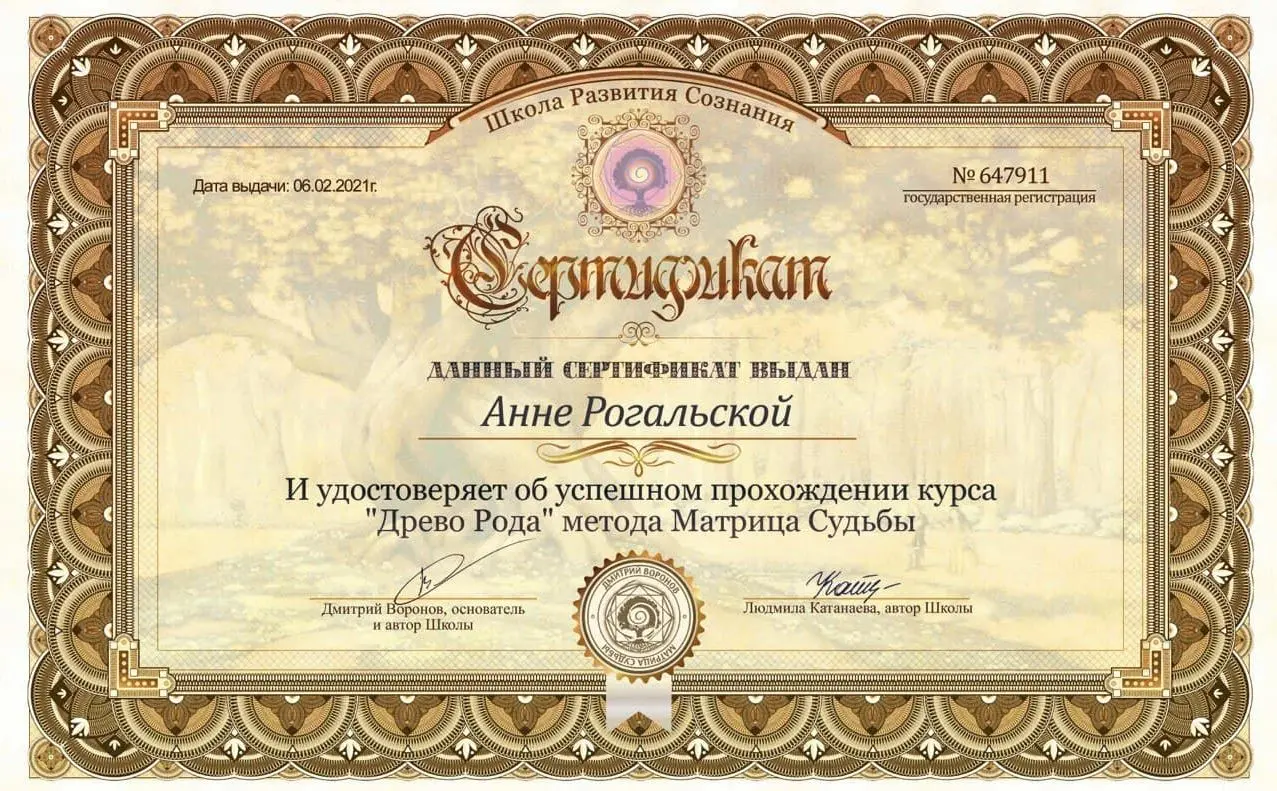 Школа Развития Сознания
Дата выдачи: 06.02.2021г.
№ 647911
государственная регистрация
Сертификат
ДАННЫЙ СЕРТИФИКАТ ВЫДАН
Анне Рогальской
И удостоверяет об успешном прохождении курса
"Древо Рода" метода Матрица Судьбы
Дмитрий Воронов, основатель
и автор Школы
ДМИТРИЙ ВОРОНОВ
МАТРИЦА СУДЬБЫ
Людмила Катанаева, автор Школы